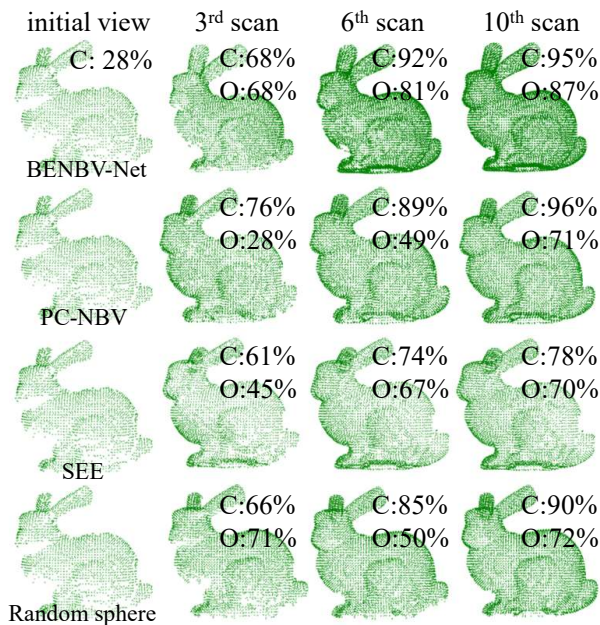 initial view 3rd scan 6th scan 10th scan
C: 28% C:68% C:92% C:95%
O:68% O:81% O:87%
BENBV-Net
C:76% C:89% C:96%
O:28% O:49% O:71%
PC-NBV
C:61% C:74% C:78%
O:45% O:67% O:70%
SEE
C:66% C:85% C:90%
O:71% O:50% O:72%
Random sphere